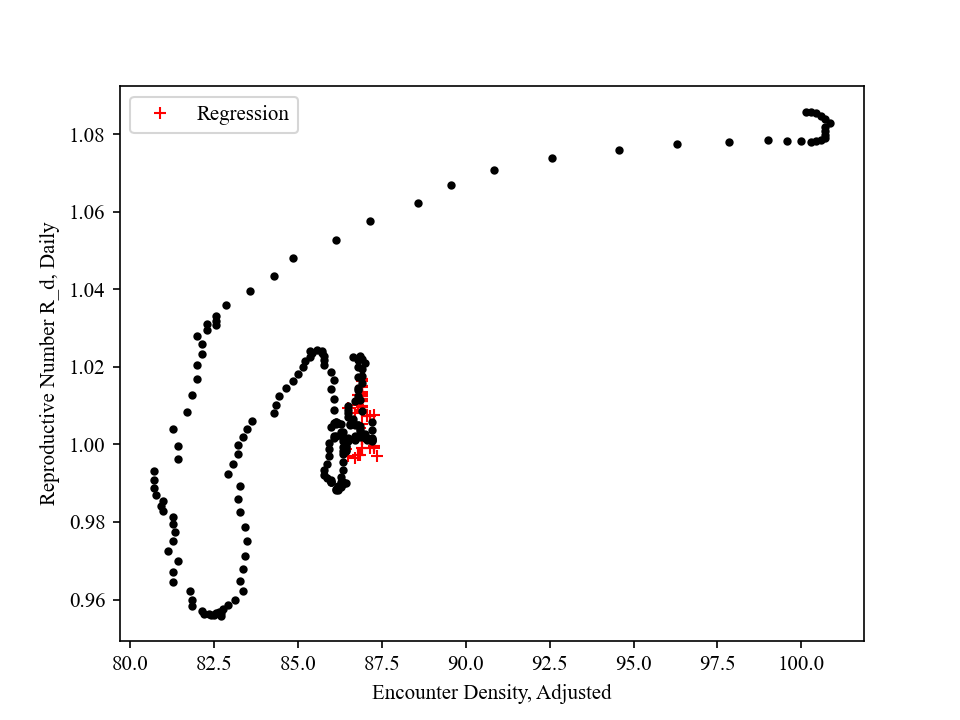 Regression
1.08
1.06
1.04
1.02
1.00
0.98
0.96
Reproductive Number R_d, Daily
80.0 82.5 85.0 87.5 90.0 92.5 95.0 97.5 100.0
Encounter Density, Adjusted